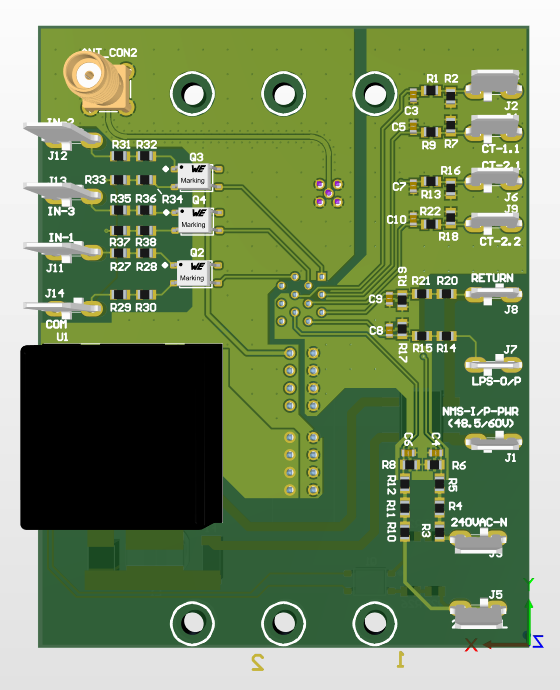 ANT_CON2
R1 R2
J2
C3
IN-2
C5
R9 R7
CT-1.1
J12
R31 R32
Q3
CT-2.1
R16
J13
R33
WE
Marking
C7
R13
J6
IN-3
R35 R36
R34
Q4
J9
C10
R22
R18
CT-2.2
WE
Marking
IN-1
R37 R38
J11
R27 R28
Q2
WE
Marking
J14
R29 R30
R19
C9
R21 R20
RETURN
J8
COM
U1
C8
R17
R15 R14
J7
LPS-O/P
NMS-I/P-PWR
(48.5/60V)
J1
C6 C4
R8 R6
R12
R5
R11
R4
R10
R3
240VAC-N
J3
J5
Y
X
Z
2
1